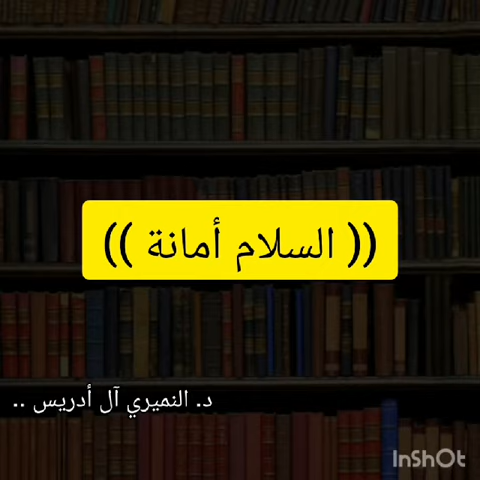 (( السلام أمانة ))
د. النميري آل أدريس ..
InShOt